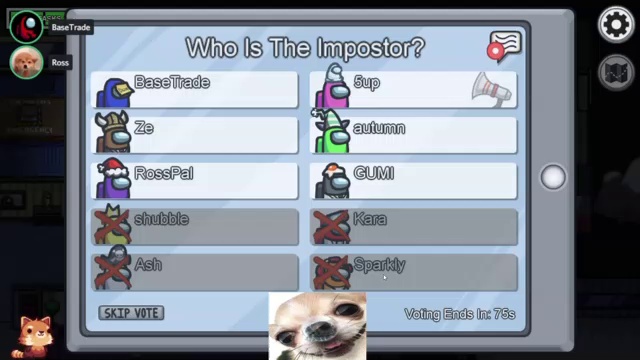 BaseTrade
Ross
Who Is The Impostor?
BaseTrade
5up
Ze
autumn
RossPal
GUMI
shubble
Kara
Ash
Sparkly
SKIP VOTE
Voting Ends In: 75s